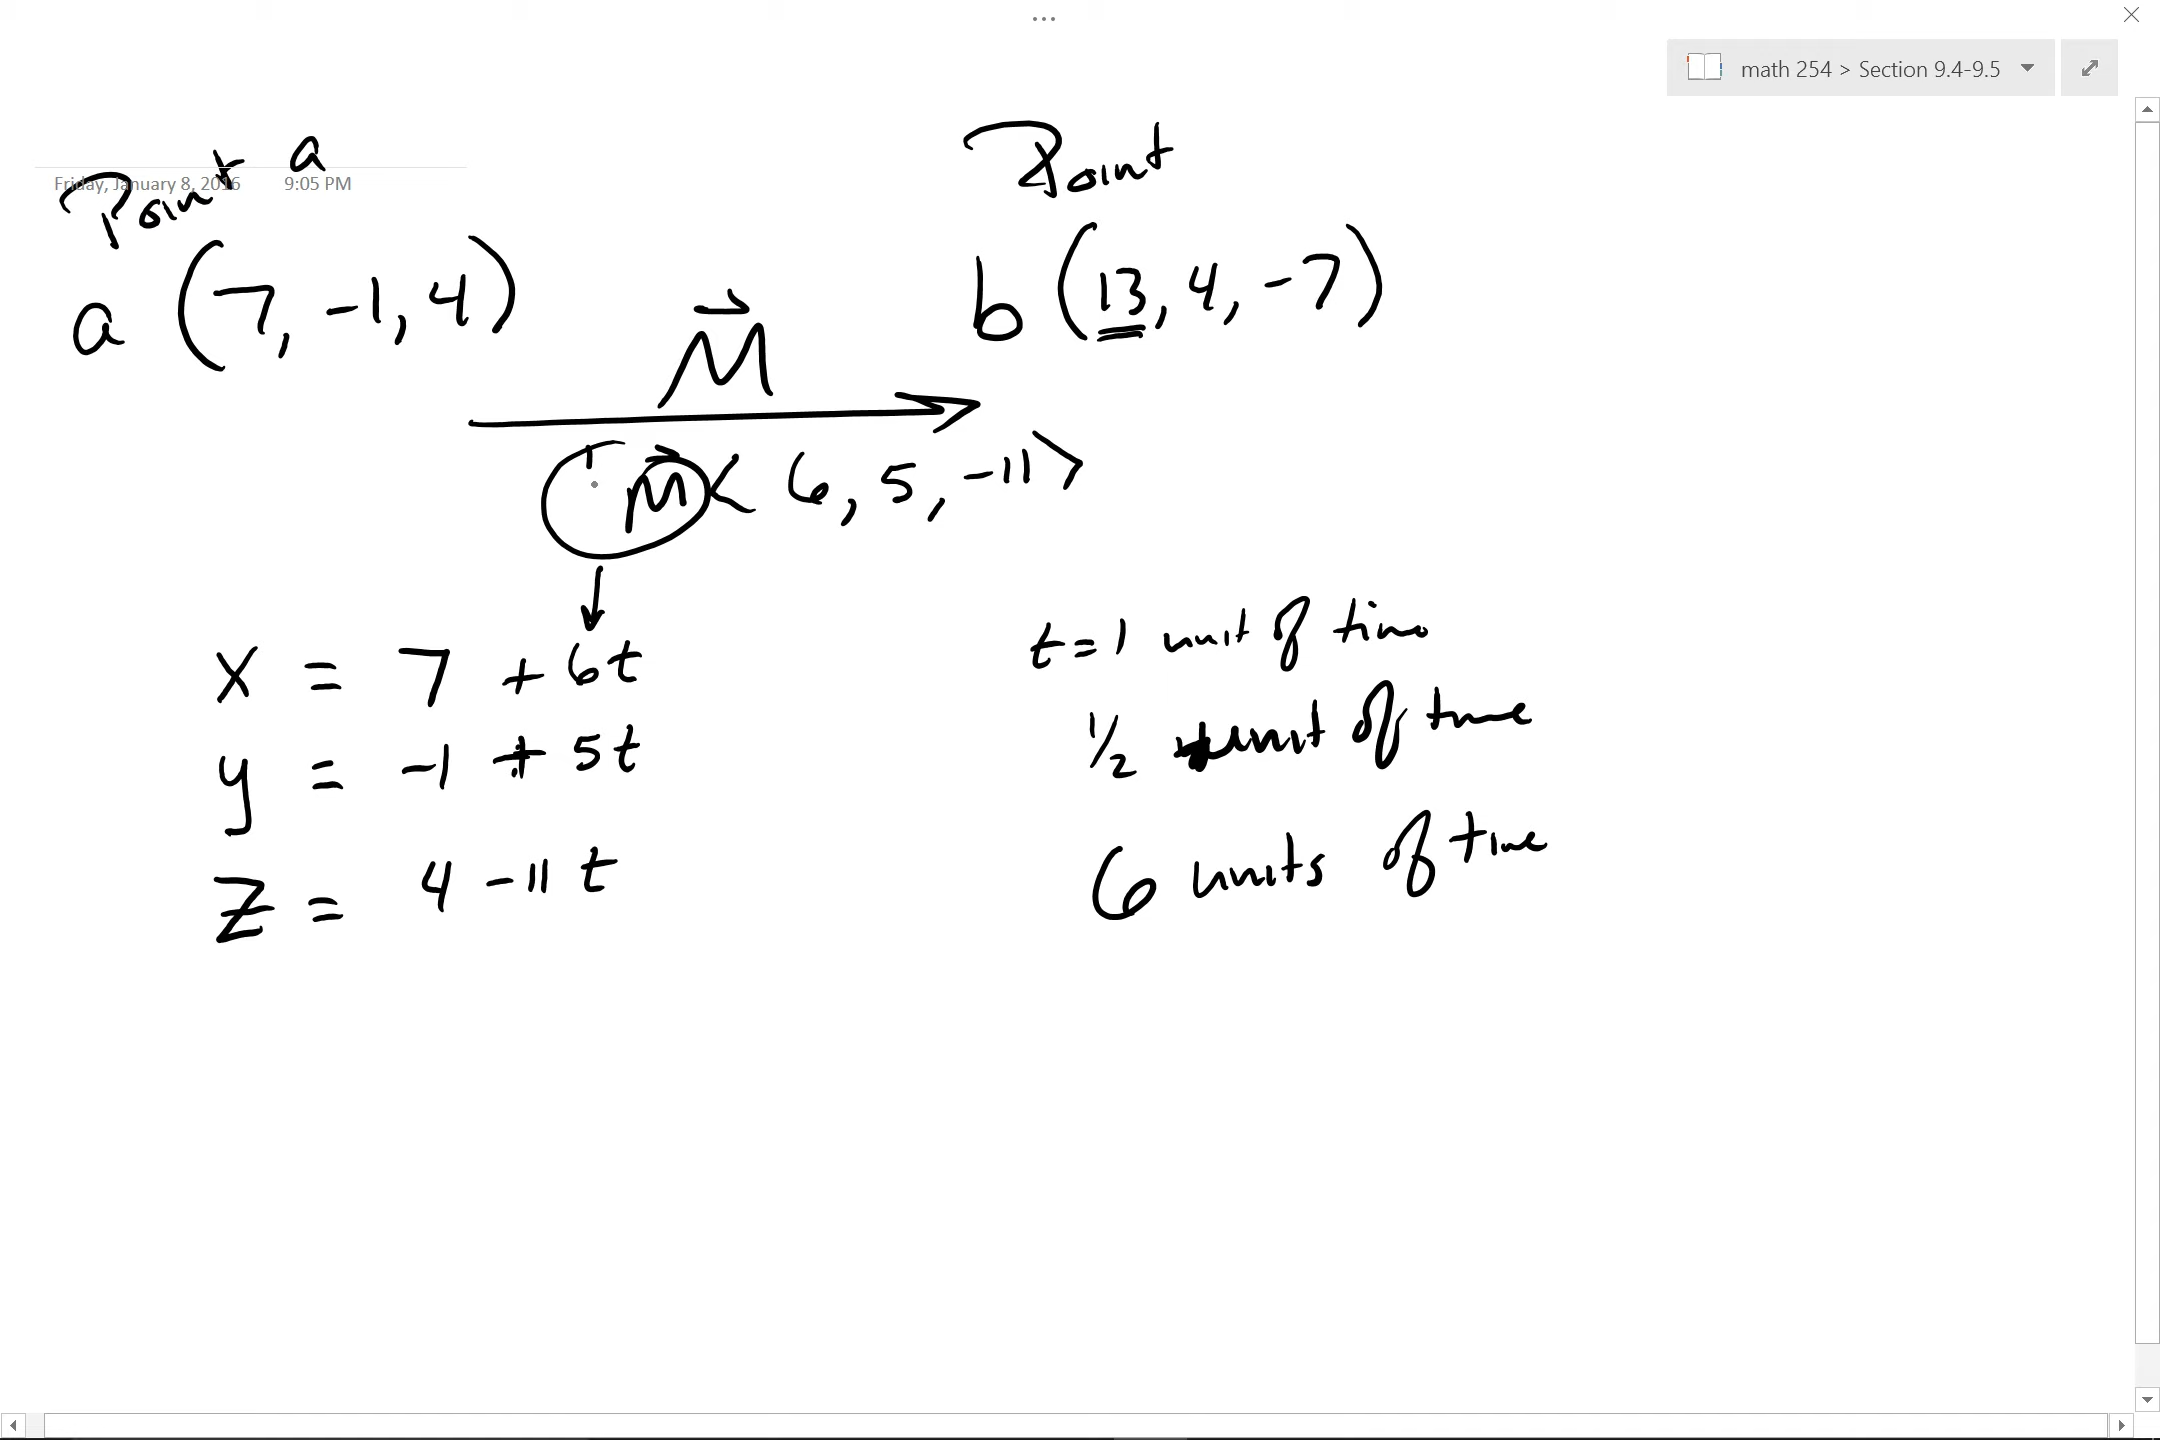 math 254 > Section 9.4-9.5
Point a
Point
Friday, January 8, 2016 9:05 PM
a (7, -1, 4)
b (13, 4, -7)
M
m < 6, 5, -11 >
x = 7 + 6t
y = -1 + 5t
z = 4 - 11 t
t = 1 unit of time
1/2 unit of time
6 units of time